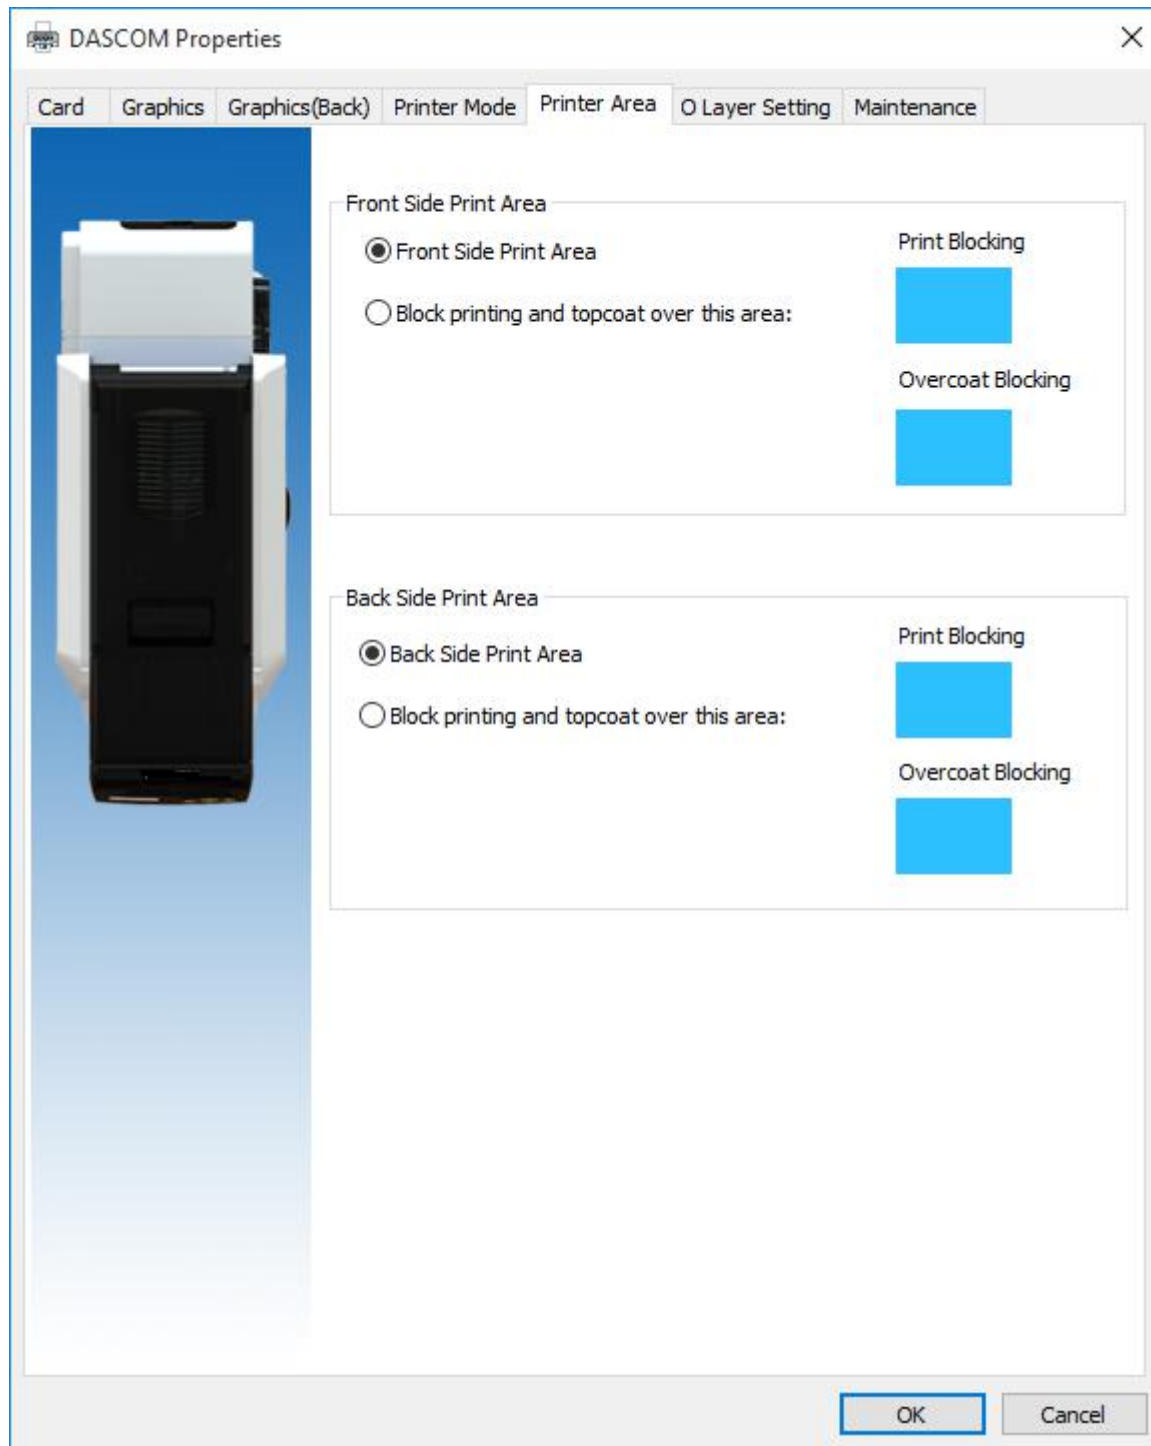 DASCOM Properties
Card Graphics Graphics(Back) Printer Mode Printer Area O Layer Setting Maintenance
Front Side Print Area
Front Side Print Area
Print Blocking
Block printing and topcoat over this area:
Overcoat Blocking
Back Side Print Area
Print Blocking
Back Side Print Area
Block printing and topcoat over this area:
Overcoat Blocking
OK Cancel